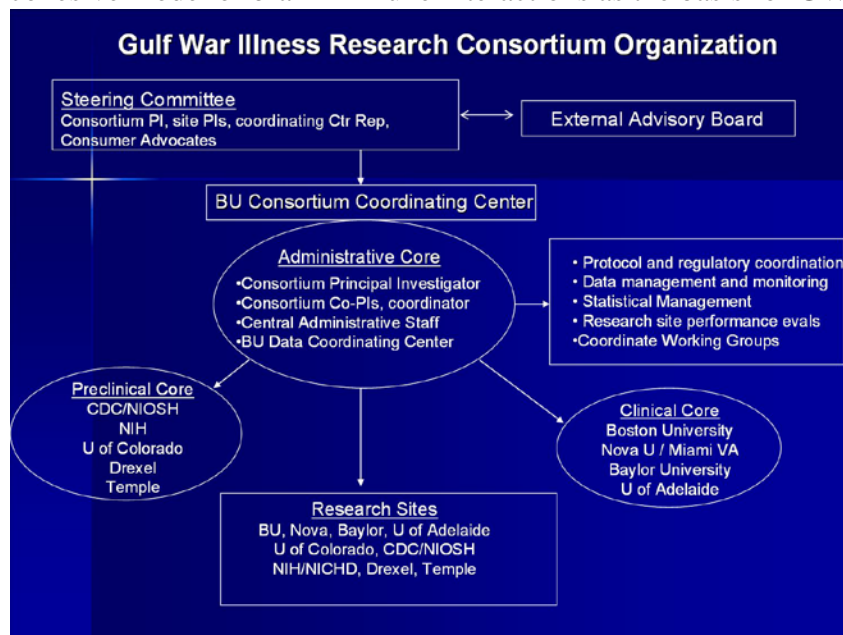 Gulf War Illness Research Consortium Organization
Steering Committee
Consortium PI, site PIs, coordinating Ctr Rep,
Consumer Advocates
External Advisory Board
BU Consortium Coordinating Center
Administrative Core
•Consortium Principal Investigator
•Consortium Co-PIs, coordinator
•Central Administrative Staff
•BU Data Coordinating Center
• Protocol and regulatory coordination
• Data management and monitoring
• Statistical Management
• Research site performance evals
•Coordinate Working Groups
Preclinical Core
CDC/NIOSH
NIH
U of Colorado
Drexel
Temple
Clinical Core
Boston University
Nova U / Miami VA
Baylor University
U of Adelaide
Research Sites
BU, Nova, Baylor, U of Adelaide
U of Colorado, CDC/NIOSH
NIH/NICHD, Drexel, Temple